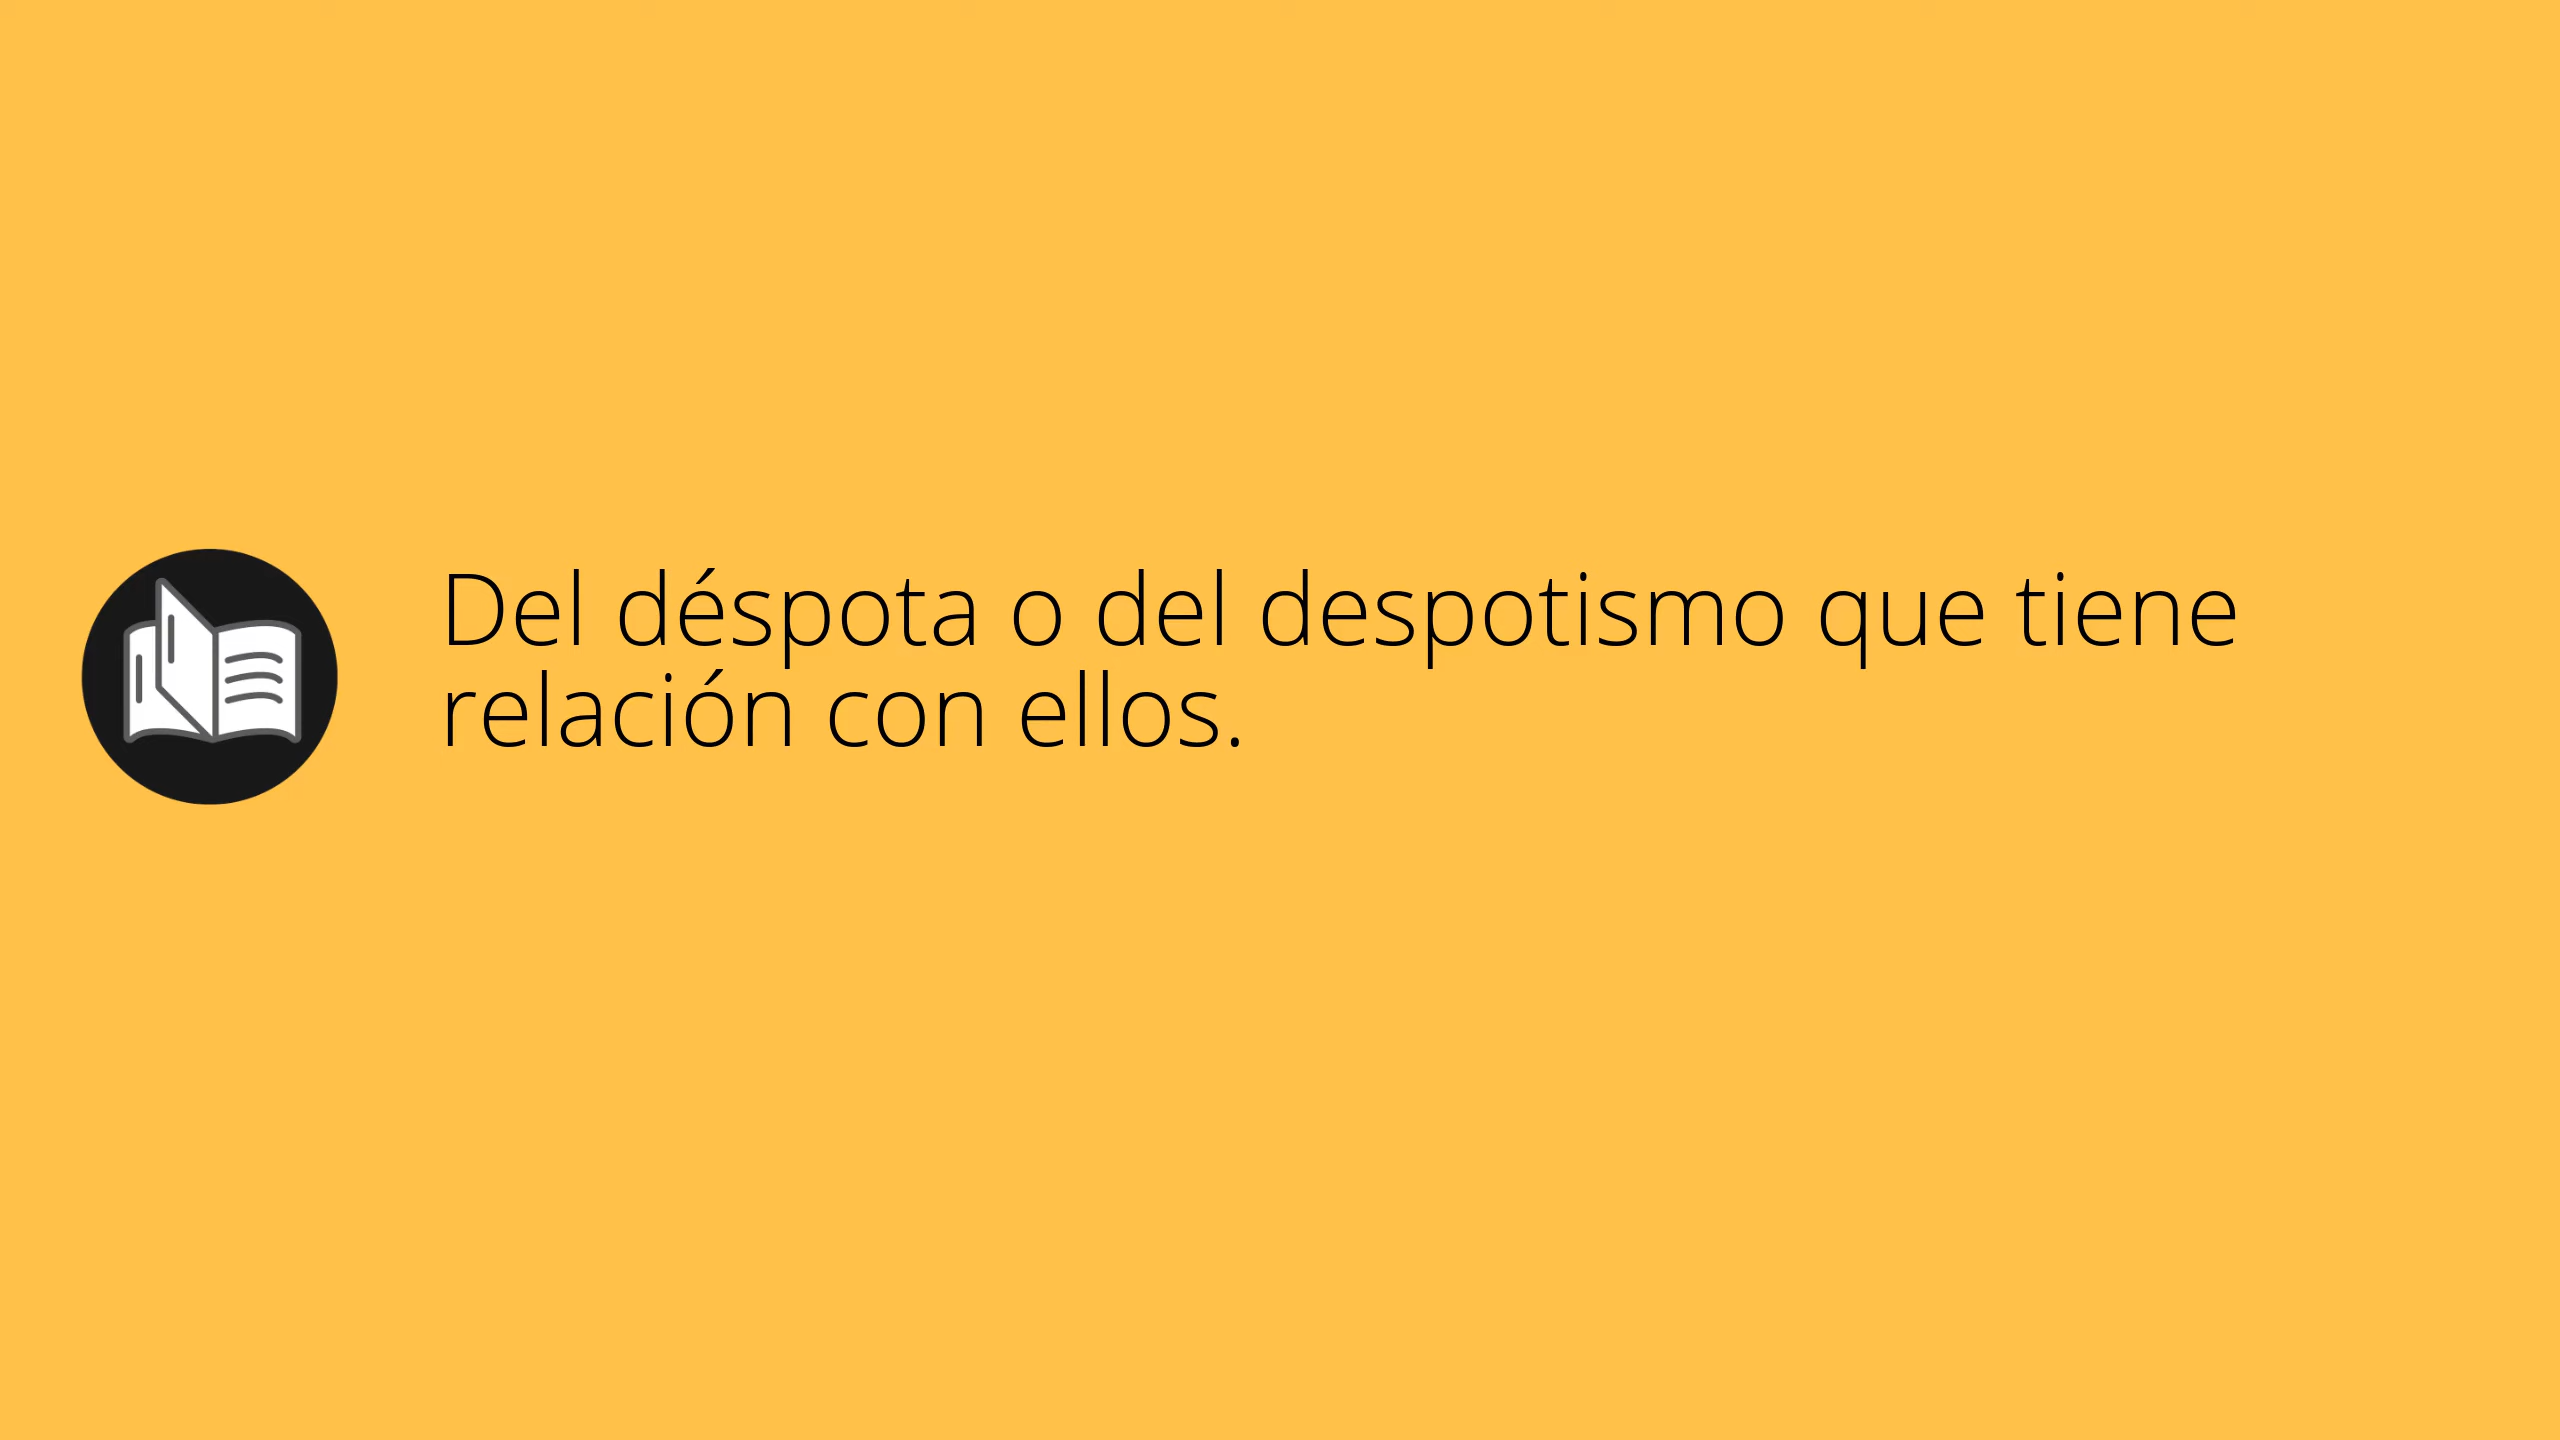 Del déspota o del despotismo que tiene
relación con ellos.